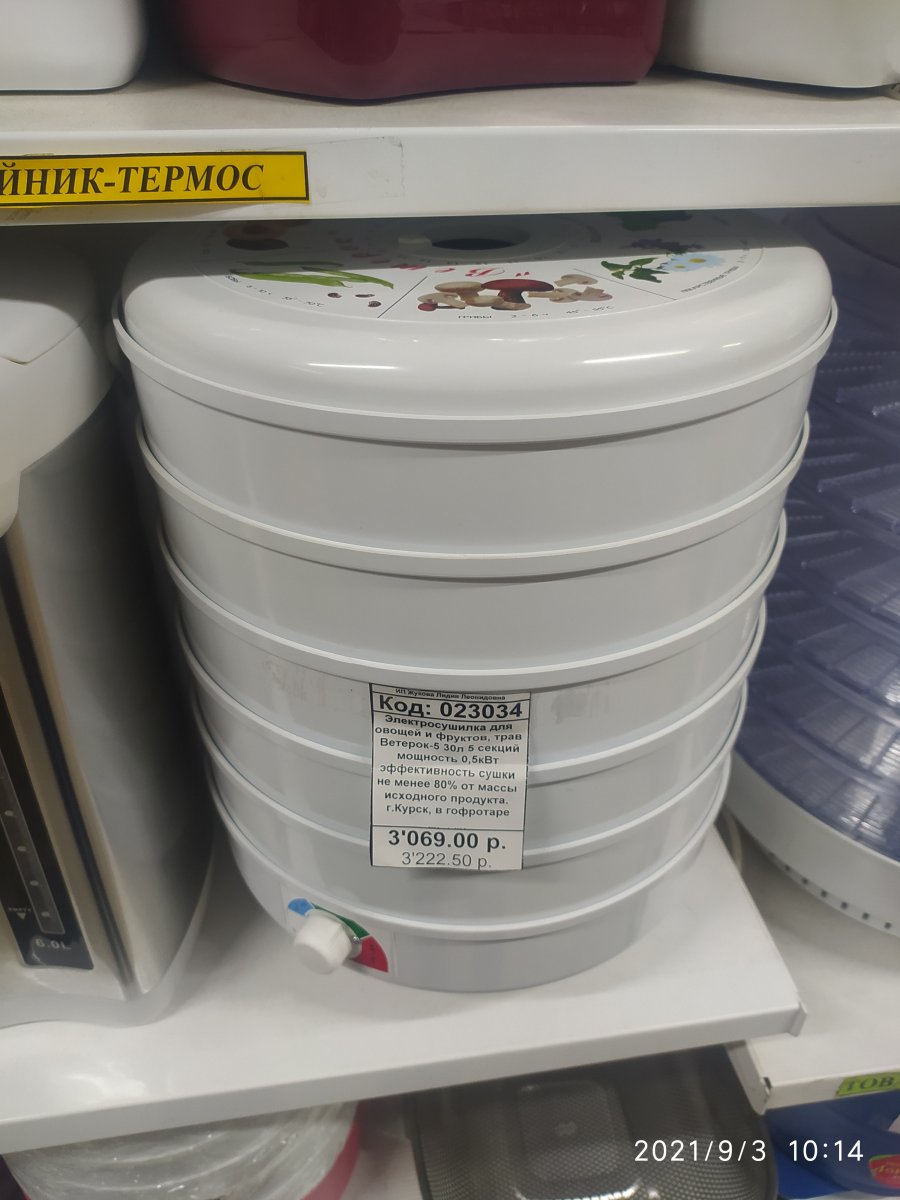 ЙНИК-ТЕРМОС
ГРИБЫ
ИП Жукова Лидия Леонидовна
Код: 023034
Электросушилка для
овощей и фруктов, трав
Ветерок-5 30л 5 секций
мощность 0,5кВт
эффективность сушки
не менее 80% от массы
исходного продукта.
г.Курск, в гофротаре
3'069.00 р.
3'222.50 р.
6.0L
ТОВ
2021/9/3 10:14